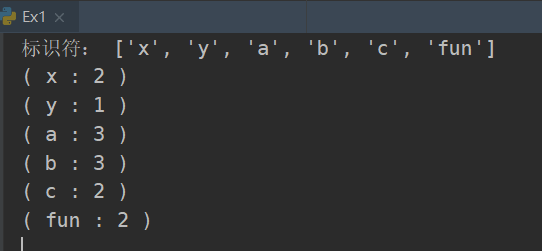 Ex1
标识符: ['x', 'y', 'a', 'b', 'c', 'fun']
( x : 2 )
( y : 1 )
( a : 3 )
( b : 3 )
( c : 2 )
( fun : 2 )